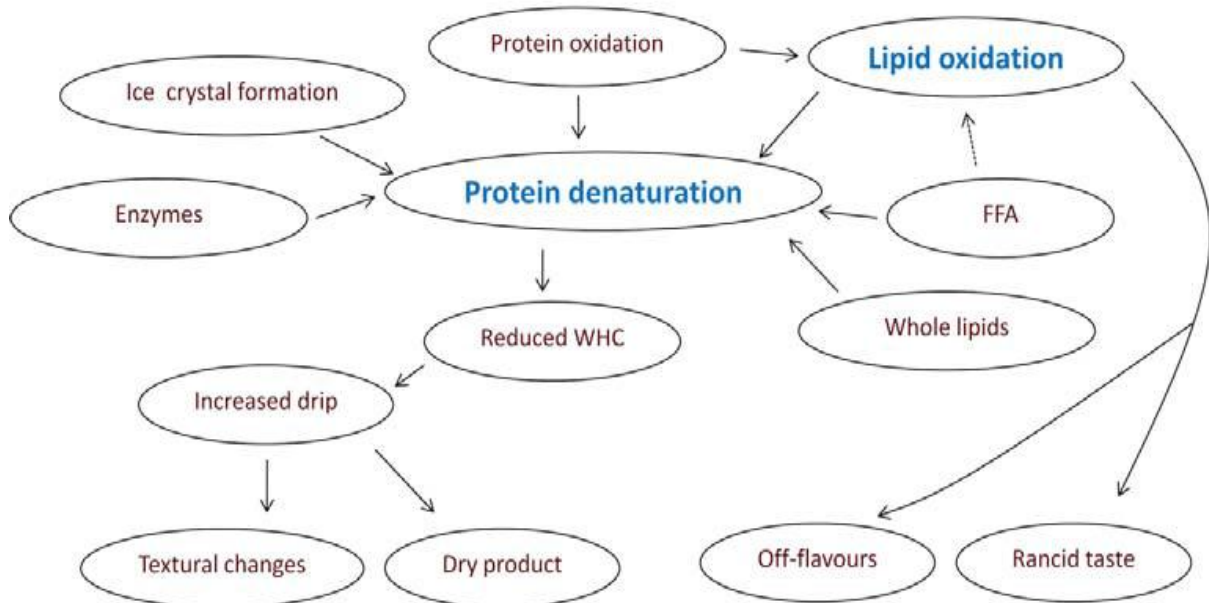 Protein oxidation
Lipid oxidation
Ice crystal formation
Protein denaturation
Enzymes
FFA
Reduced WHC
Whole lipids
Increased drip
Textural changes
Dry product
Off-flavours
Rancid taste